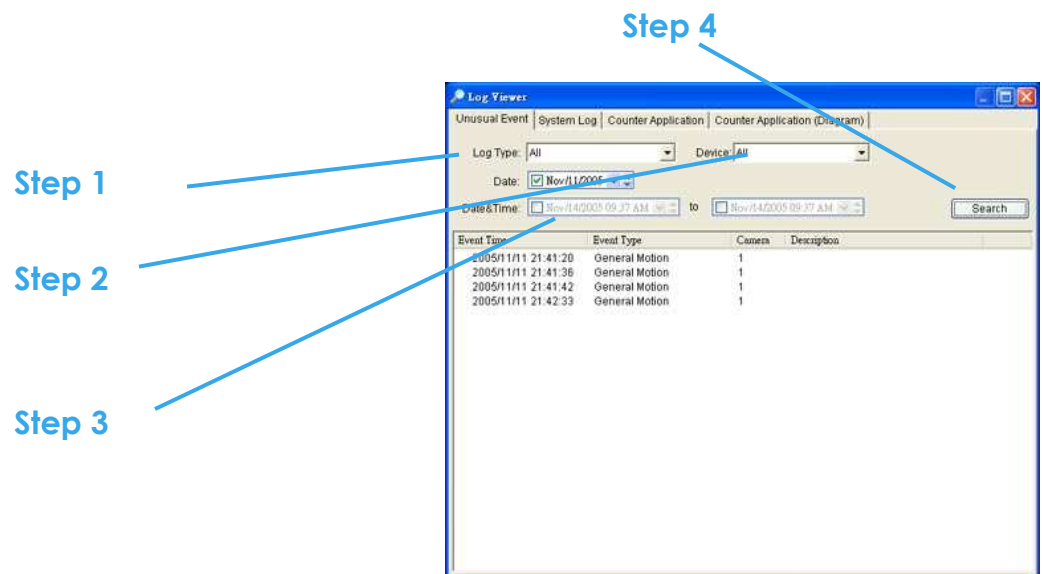 Step 4
Log Viewer
Unusual Event System Log Counter Application Counter Application (Diagram)
Log Type: All Device: All
Step 1
Date: Nov/11/2005
Date&Time: Nov/14/2005 09:37 AM to Nov/14/2005 09:37 AM Search
Event Time Event Type Camera Description
2005/11/11 21:41:20 General Motion 1
2005/11/11 21:41:36 General Motion 1
Step 2
2005/11/11 21:41:42 General Motion 1
2005/11/11 21:42:33 General Motion 1
Step 3